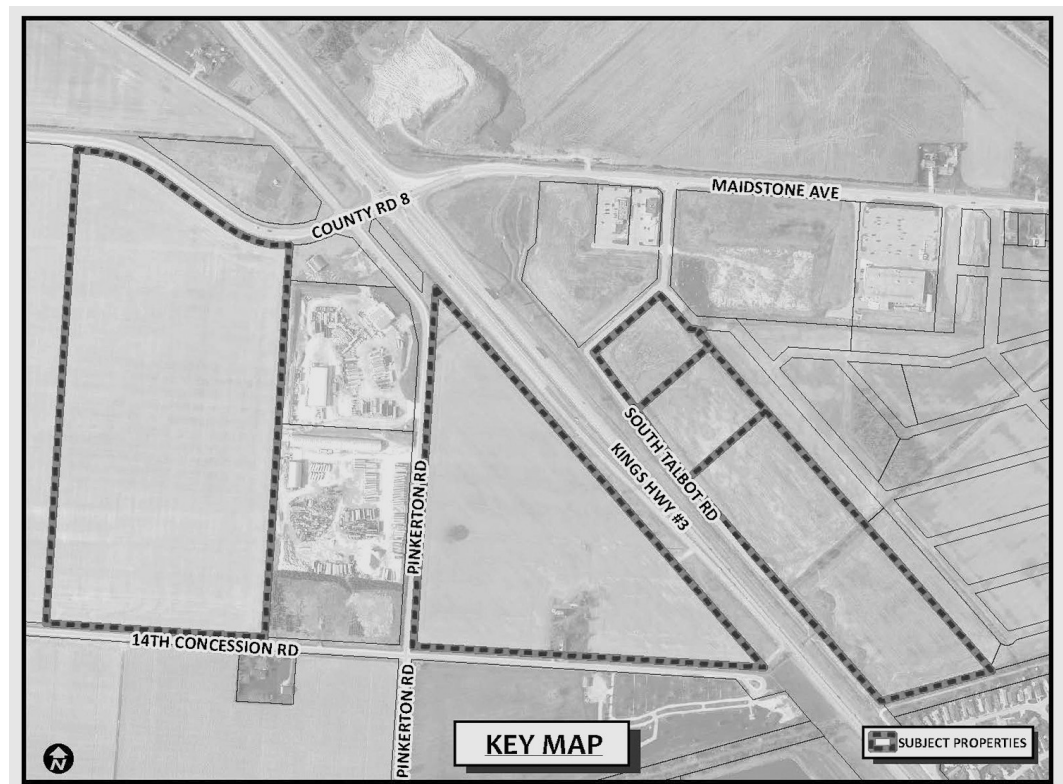 MAIDSTONE AVE
COUNTY RD 8
SOUTH TALBOT RD
KINGS HWY #3
PINKERTON RD
14TH CONCESSION RD
PINKERTON RD
KEY MAP
SUBJECT PROPERTIES
N